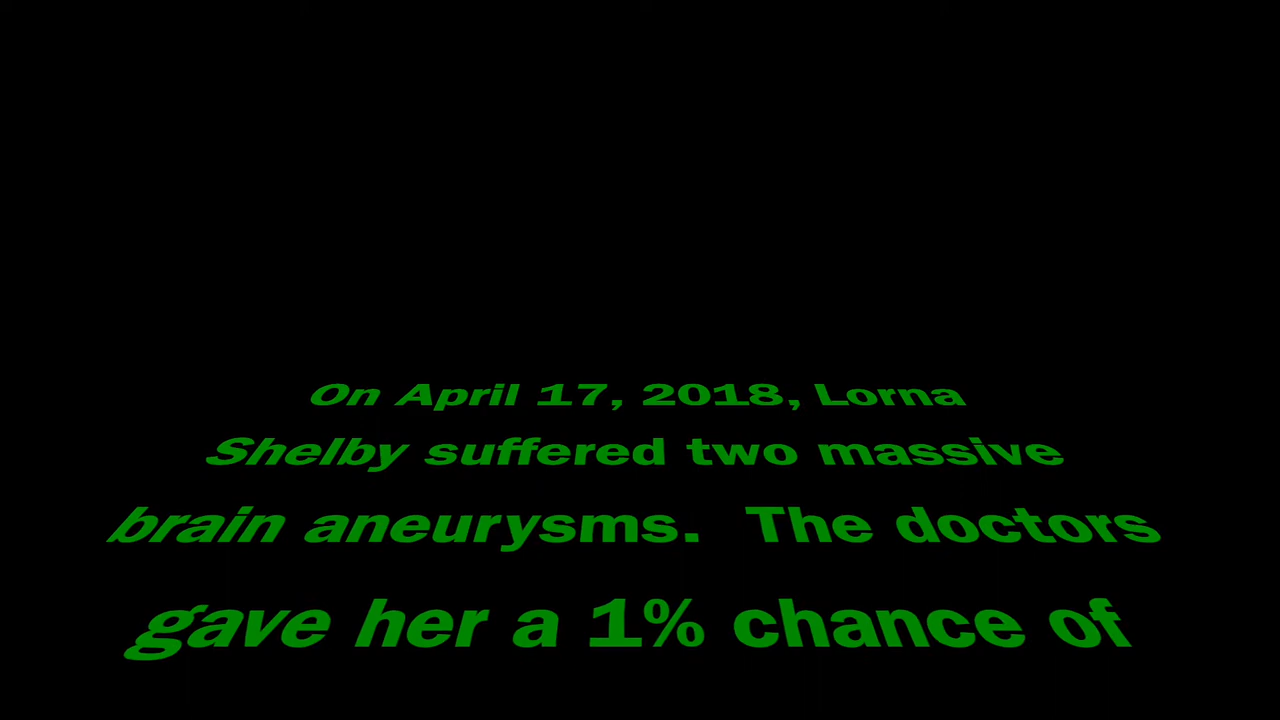 On April 17, 2018, Lorna
Shelby suffered two massive
brain aneurysms.  The doctors
gave her a 1% chance of